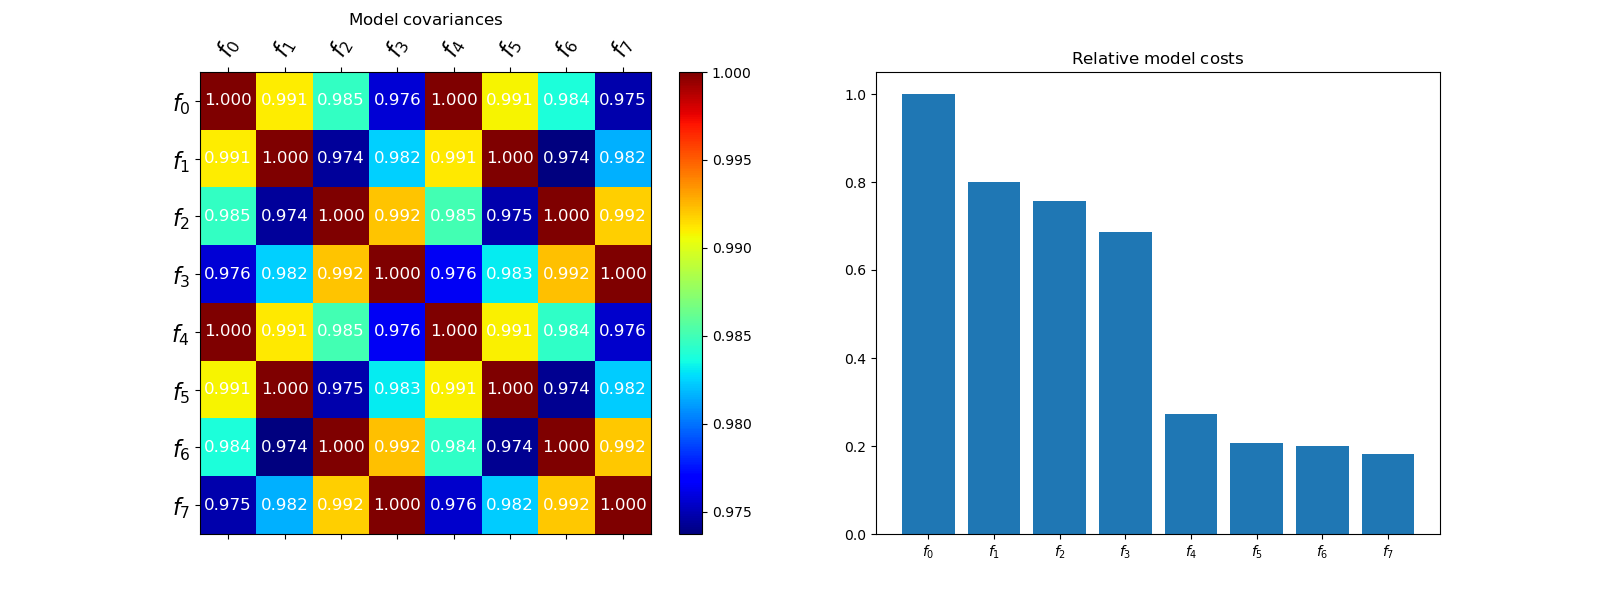 Model covariances
f0 f1 f2 f3 f4 f5 f6 f7
f0 1.000 0.991 0.985 0.976 1.000 0.991 0.984 0.975
f1 0.991 1.000 0.974 0.982 0.991 1.000 0.974 0.982
f2 0.985 0.974 1.000 0.992 0.985 0.975 1.000 0.992
f3 0.976 0.982 0.992 1.000 0.976 0.983 0.992 1.000
f4 1.000 0.991 0.985 0.976 1.000 0.991 0.984 0.976
f5 0.991 1.000 0.975 0.983 0.991 1.000 0.974 0.982
f6 0.984 0.974 1.000 0.992 0.984 0.974 1.000 0.992
f7 0.975 0.982 0.992 1.000 0.976 0.982 0.992 1.000
1.000
0.995
0.990
0.985
0.980
0.975
Relative model costs
1.0
0.8
0.6
0.4
0.2
0.0
f0 f1 f2 f3 f4 f5 f6 f7